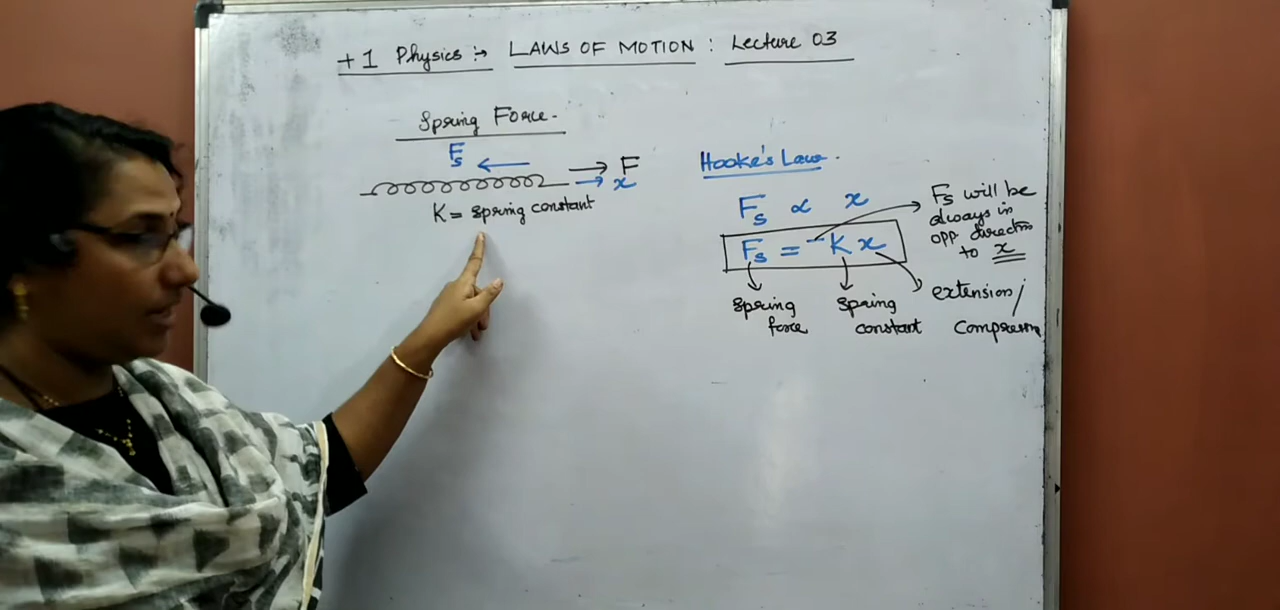 +1 Physics :→ LAWS OF MOTION : Lecture 03
Spring Force.
Fs
F
x
K = spring constant
Hooke's Law.
Fs ∝ x
Fs = -K x
Spring
force
Spring
constant
extension/
Compression
Fs will be
always in
opp. direction
to x